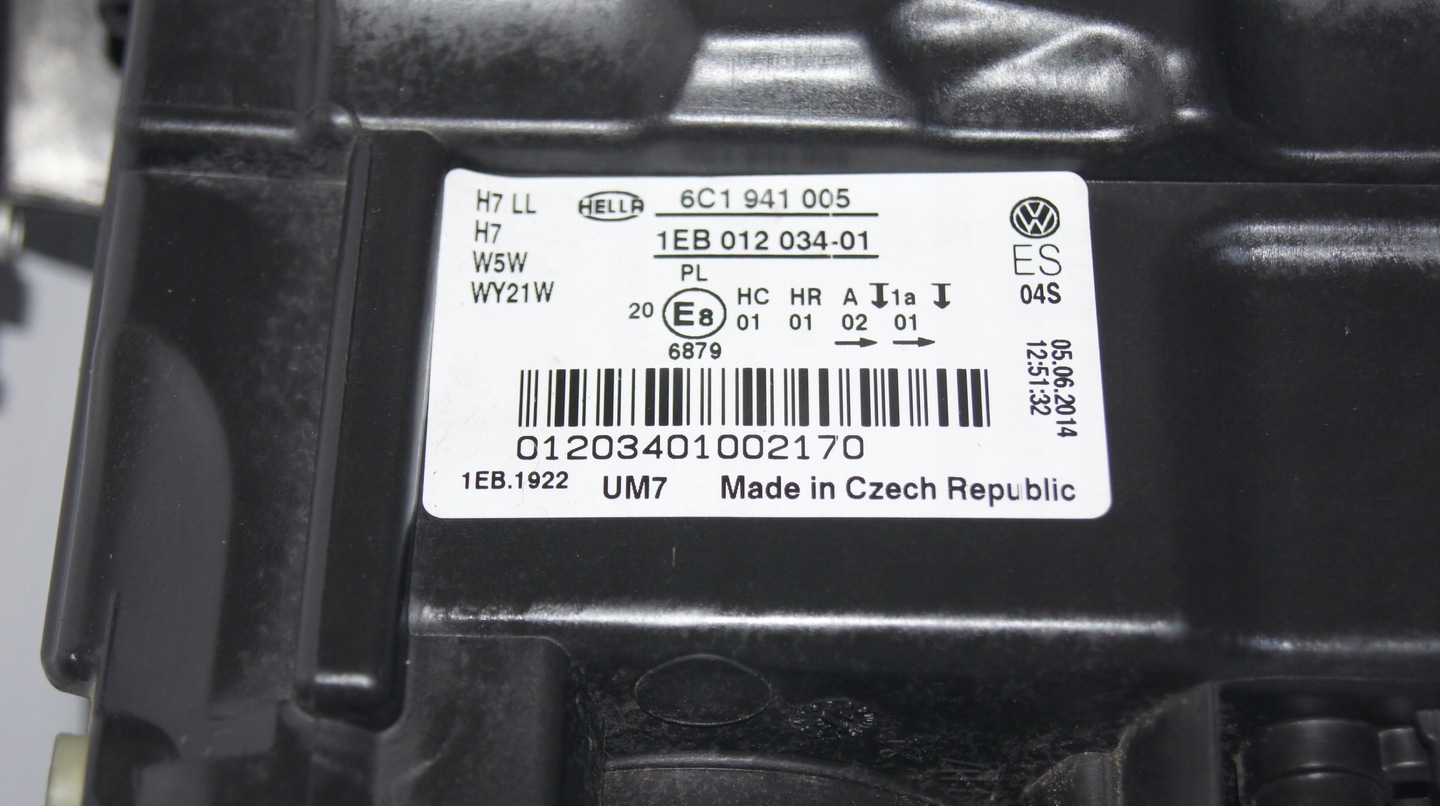 H7 LL
H7
W5W
WY21W
HELLA
6C1 941 005
1EB 012 034-01
PL
20 E8 HC HR A 1a
01 01 02 01
6879
VW
ES
04S
05.06.2014
12:51:32
01203401002170
1EB.1922 UM7 Made in Czech Republic